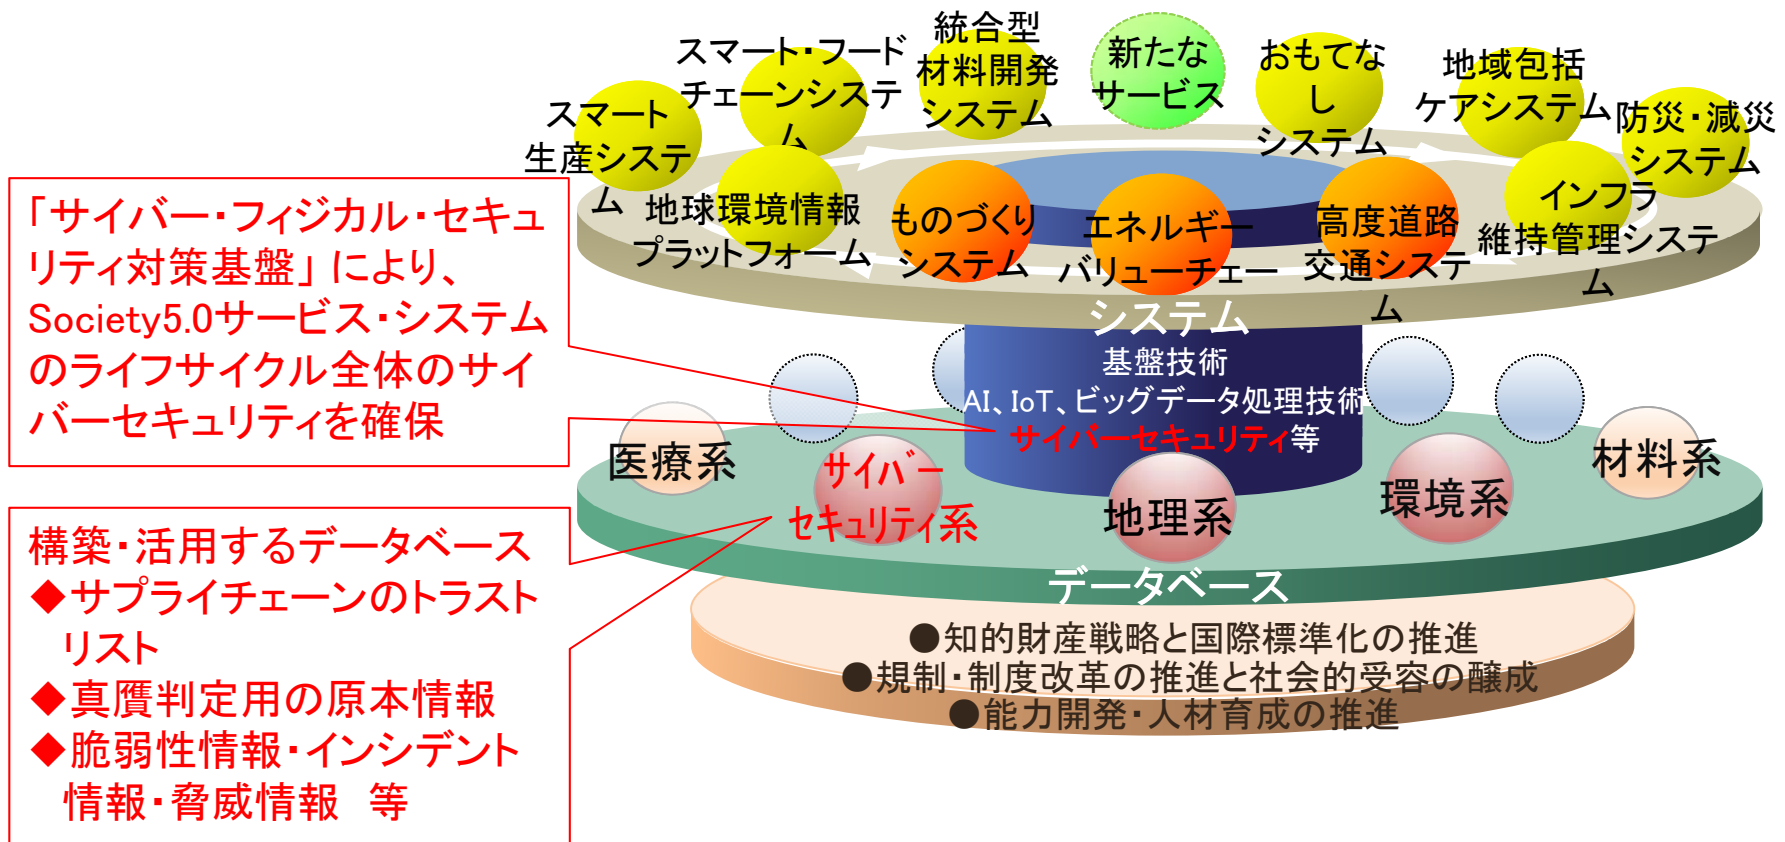 スマート
生産システ
ム
スマート・フード
チェーンシステ
ム
統合型
材料開発
システム
新たな
サービス
おもてな
し
システム
地域包括
ケアシステム
防災・減災
システム
地球環境情報
プラットフォーム
ものづくり
システム
エネルギー
バリューチェー
高度道路
交通システ
ム
インフラ
維持管理システ
ム
システム
基盤技術
AI、IoT、ビッグデータ処理技術
サイバーセキュリティ等
「サイバー・フィジカル・セキュ
リティ対策基盤」により、
Society5.0サービス・システム
のライフサイクル全体のサイ
バーセキュリティを確保
医療系
サイバー
セキュリティ系
地理系
環境系
材料系
データベース
構築・活用するデータベース
◆サプライチェーンのトラスト
リスト
◆真贋判定用の原本情報
◆脆弱性情報・インシデント
情報・脅威情報　等
●知的財産戦略と国際標準化の推進
●規制・制度改革の推進と社会的受容の醸成
●能力開発・人材育成の推進